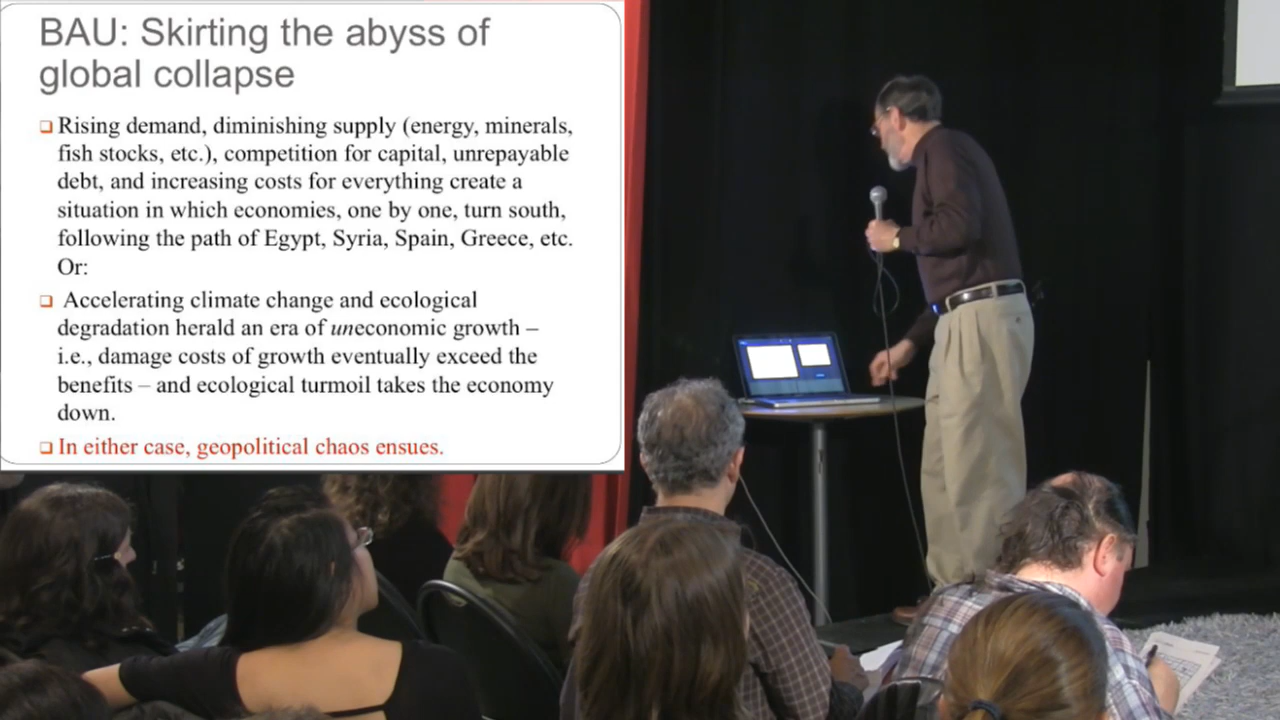 BAU: Skirting the abyss of
global collapse
Rising demand, diminishing supply (energy, minerals,
fish stocks, etc.), competition for capital, unrepayable
debt, and increasing costs for everything create a
situation in which economies, one by one, turn south,
following the path of Egypt, Syria, Spain, Greece, etc.
Or:
Accelerating climate change and ecological
degradation herald an era of uneconomic growth –
i.e., damage costs of growth eventually exceed the
benefits – and ecological turmoil takes the economy
down.
In either case, geopolitical chaos ensues.